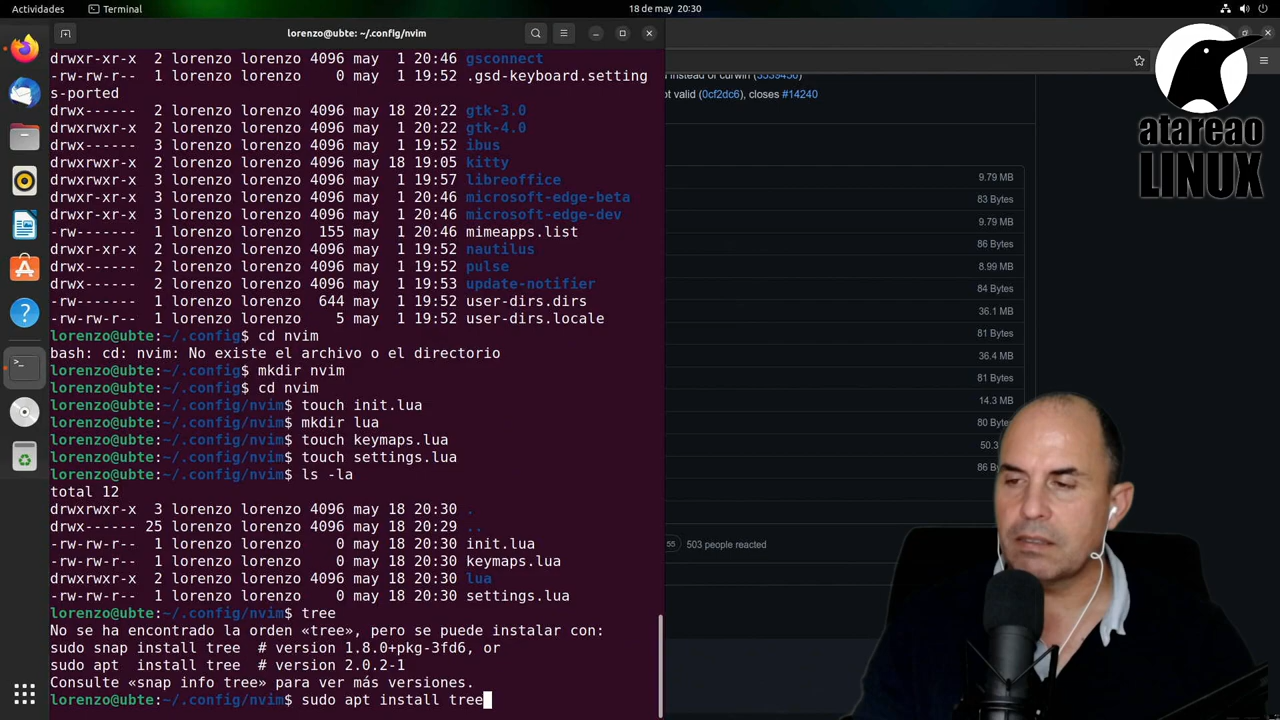 Actividades
Terminal
18 de may 20:30
lorenzo@ubte: ~/.config/nvim
drwxr-xr-x 2 lorenzo lorenzo 4096 may 1 20:46 gsconnect
-rw-rw-r-- 1 lorenzo lorenzo 0 may 1 19:52 .gsd-keyboard.setting
s-ported
drwx------ 2 lorenzo lorenzo 4096 may 18 20:22 gtk-3.0
drwxrwxr-x 2 lorenzo lorenzo 4096 may 18 20:22 gtk-4.0
drwxr-xr-x 3 lorenzo lorenzo 4096 may 1 19:52 ibus
drwxrwxr-x 2 lorenzo lorenzo 4096 may 18 19:05 kitty
drwxrwxr-x 3 lorenzo lorenzo 4096 may 1 19:57 libreoffice
drwxrwxr-x 3 lorenzo lorenzo 4096 may 1 20:46 microsoft-edge-beta
drwxrwxr-x 3 lorenzo lorenzo 4096 may 1 20:46 microsoft-edge-dev
-rw-rw-r-- 1 lorenzo lorenzo 155 may 1 20:46 mimeapps.list
drwxr-xr-x 2 lorenzo lorenzo 4096 may 1 19:52 nautilus
drwx------ 2 lorenzo lorenzo 4096 may 1 19:52 pulse
drwx------ 2 lorenzo lorenzo 4096 may 1 19:53 update-notifier
-rw------- 1 lorenzo lorenzo 644 may 1 19:52 user-dirs.dirs
-rw-rw-r-- 1 lorenzo lorenzo 5 may 1 19:52 user-dirs.locale
lorenzo@ubte:~/.config$ cd nvim
bash: cd: nvim: No existe el archivo o el directorio
lorenzo@ubte:~/.config$ mkdir nvim
lorenzo@ubte:~/.config$ cd nvim
lorenzo@ubte:~/.config/nvim$ touch init.lua
lorenzo@ubte:~/.config/nvim$ mkdir lua
lorenzo@ubte:~/.config/nvim$ touch keymaps.lua
lorenzo@ubte:~/.config/nvim$ touch settings.lua
lorenzo@ubte:~/.config/nvim$ ls -la
total 12
drwxrwxr-x 3 lorenzo lorenzo 4096 may 18 20:30 .
drwx------ 25 lorenzo lorenzo 4096 may 18 20:29 ..
-rw-rw-r-- 1 lorenzo lorenzo 0 may 18 20:30 init.lua
-rw-rw-r-- 1 lorenzo lorenzo 0 may 18 20:30 keymaps.lua
drwxrwxr-x 2 lorenzo lorenzo 4096 may 18 20:30 lua
-rw-rw-r-- 1 lorenzo lorenzo 0 may 18 20:30 settings.lua
lorenzo@ubte:~/.config/nvim$ tree
No se ha encontrado la orden «tree», pero se puede instalar con:
sudo snap install tree # version 1.8.0+pkg-3fd6, or
sudo apt install tree # version 2.0.2-1
Consulte «snap info tree» para ver más versiones.
lorenzo@ubte:~/.config/nvim$ sudo apt install tree
instead of curwin
ot valid (0cf2dc6), closes #14240
9.79 MB
83 Bytes
9.79 MB
86 Bytes
8.99 MB
84 Bytes
36.1 MB
81 Bytes
36.4 MB
81 Bytes
14.3 MB
80 Bytes
50.3
86 Bytes
55
503 people reacted
atareao
LINUX